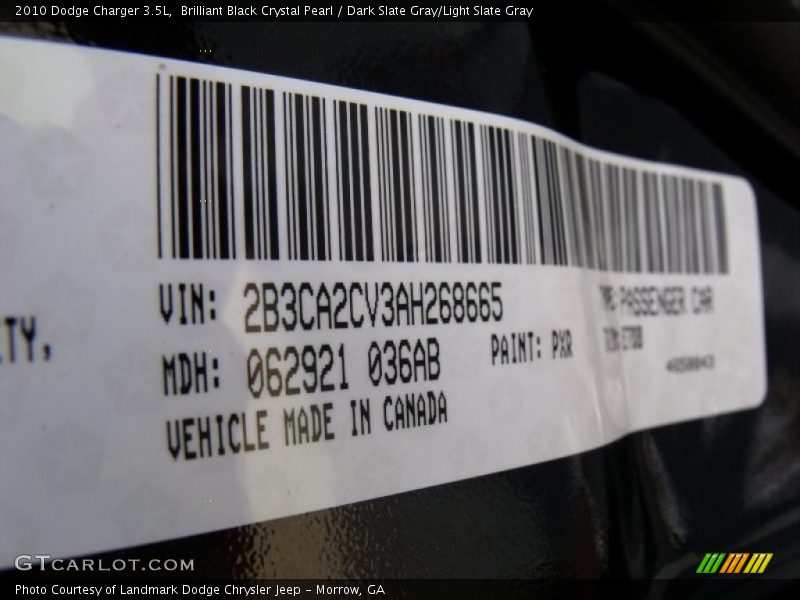 2010 Dodge Charger 3.5L,  Brilliant Black Crystal Pearl / Dark Slate Gray/Light Slate Gray
VIN: 2B3CA2CV3AH268665
TYPE: PASSENGER CAR
ITY,
MDH: 062921 036AB
PAINT: PXR
VEHICLE MADE IN CANADA
GTCARLOT.COM
Photo Courtesy of Landmark Dodge Chrysler Jeep - Morrow, GA